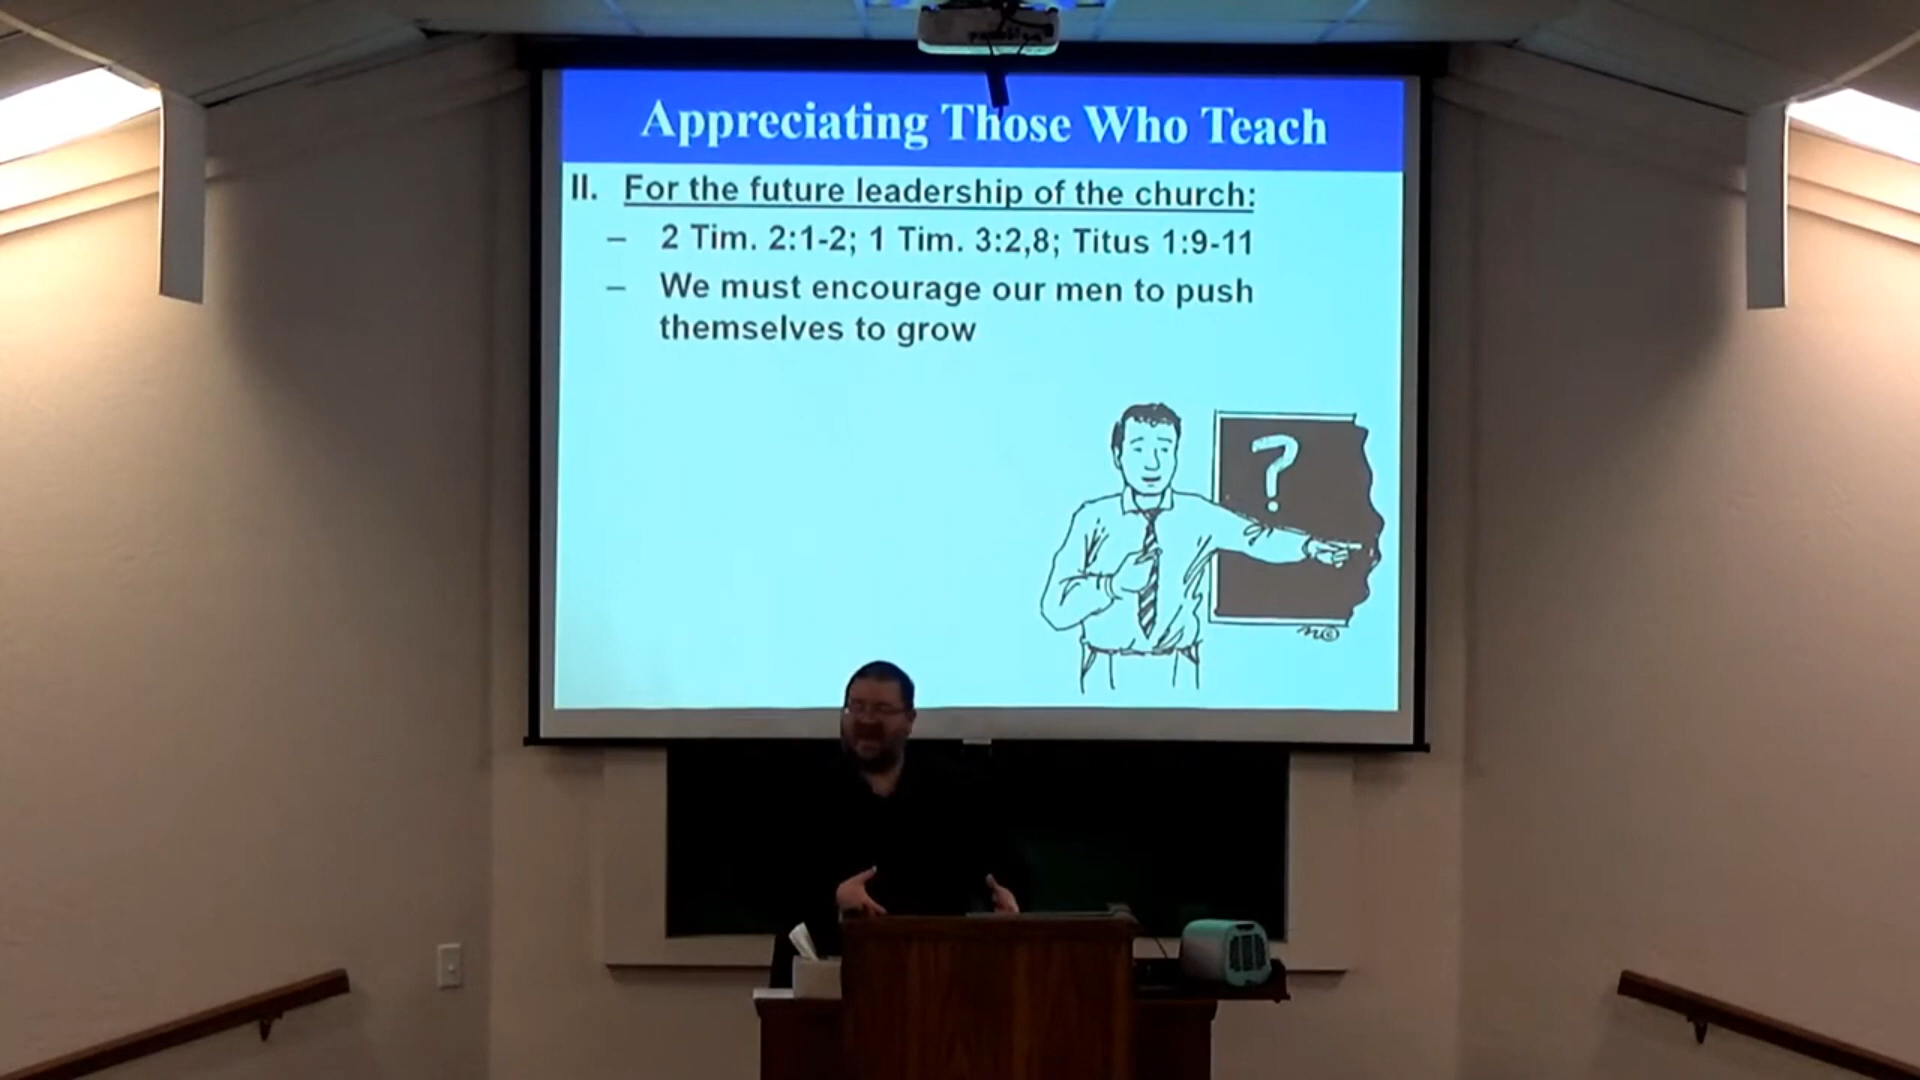 Appreciating Those Who Teach
II. For the future leadership of the church:
– 2 Tim. 2:1-2; 1 Tim. 3:2,8; Titus 1:9-11
– We must encourage our men to push
themselves to grow
?